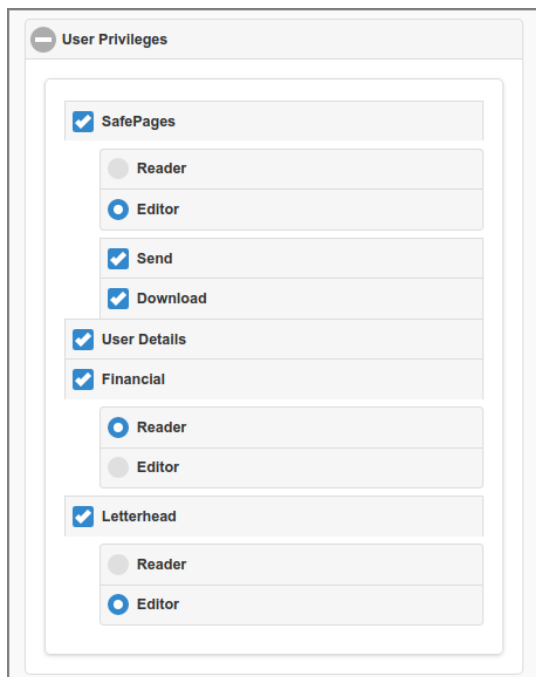 User Privileges
SafePages
Reader
Editor
Send
Download
User Details
Financial
Reader
Editor
Letterhead
Reader
Editor